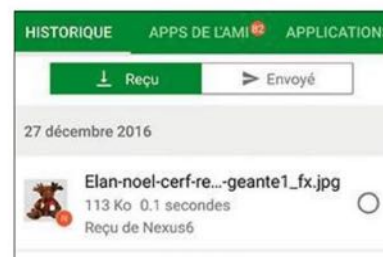 HISTORIQUE APPS DE L'AMI 82 APPLICATION
Reçu Envoyé
27 décembre 2016
Elan-noel-cerf-re...-geante1_fx.jpg
113 Ko 0.1 secondes
Reçu de Nexus6
N